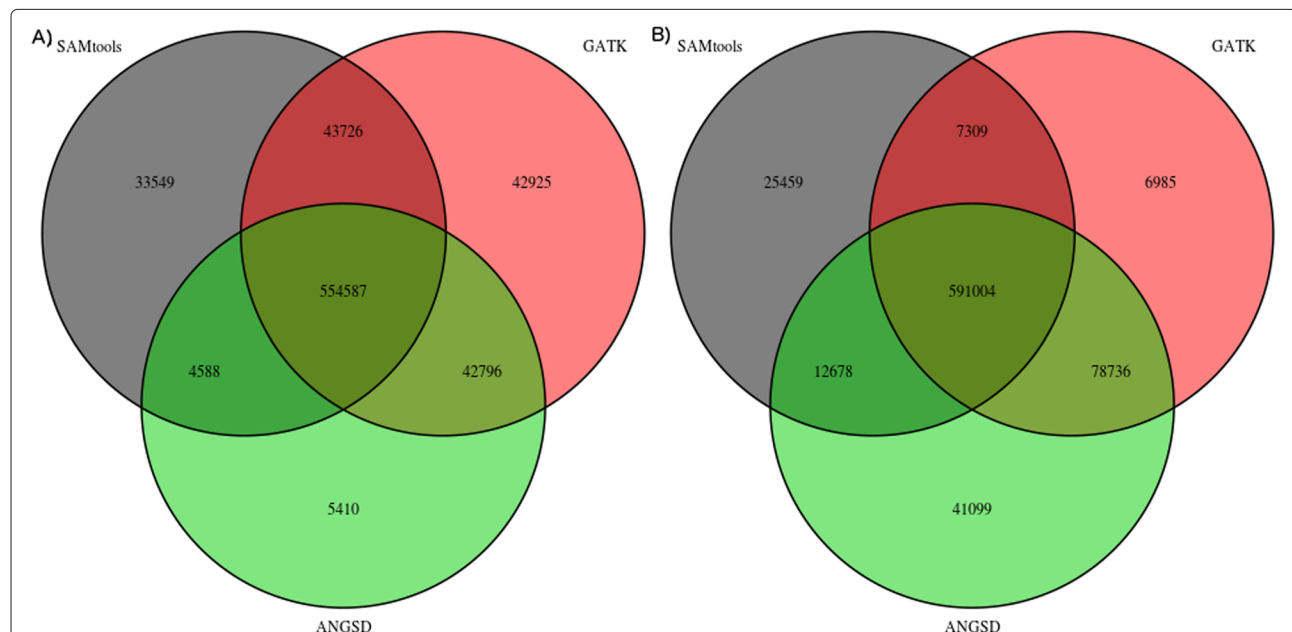 A)
SAMtools
GATK
43726
33549
42925
554587
4588
42796
5410
ANGSD
B)
SAMtools
GATK
7309
25459
6985
591004
12678
78736
41099
ANGSD